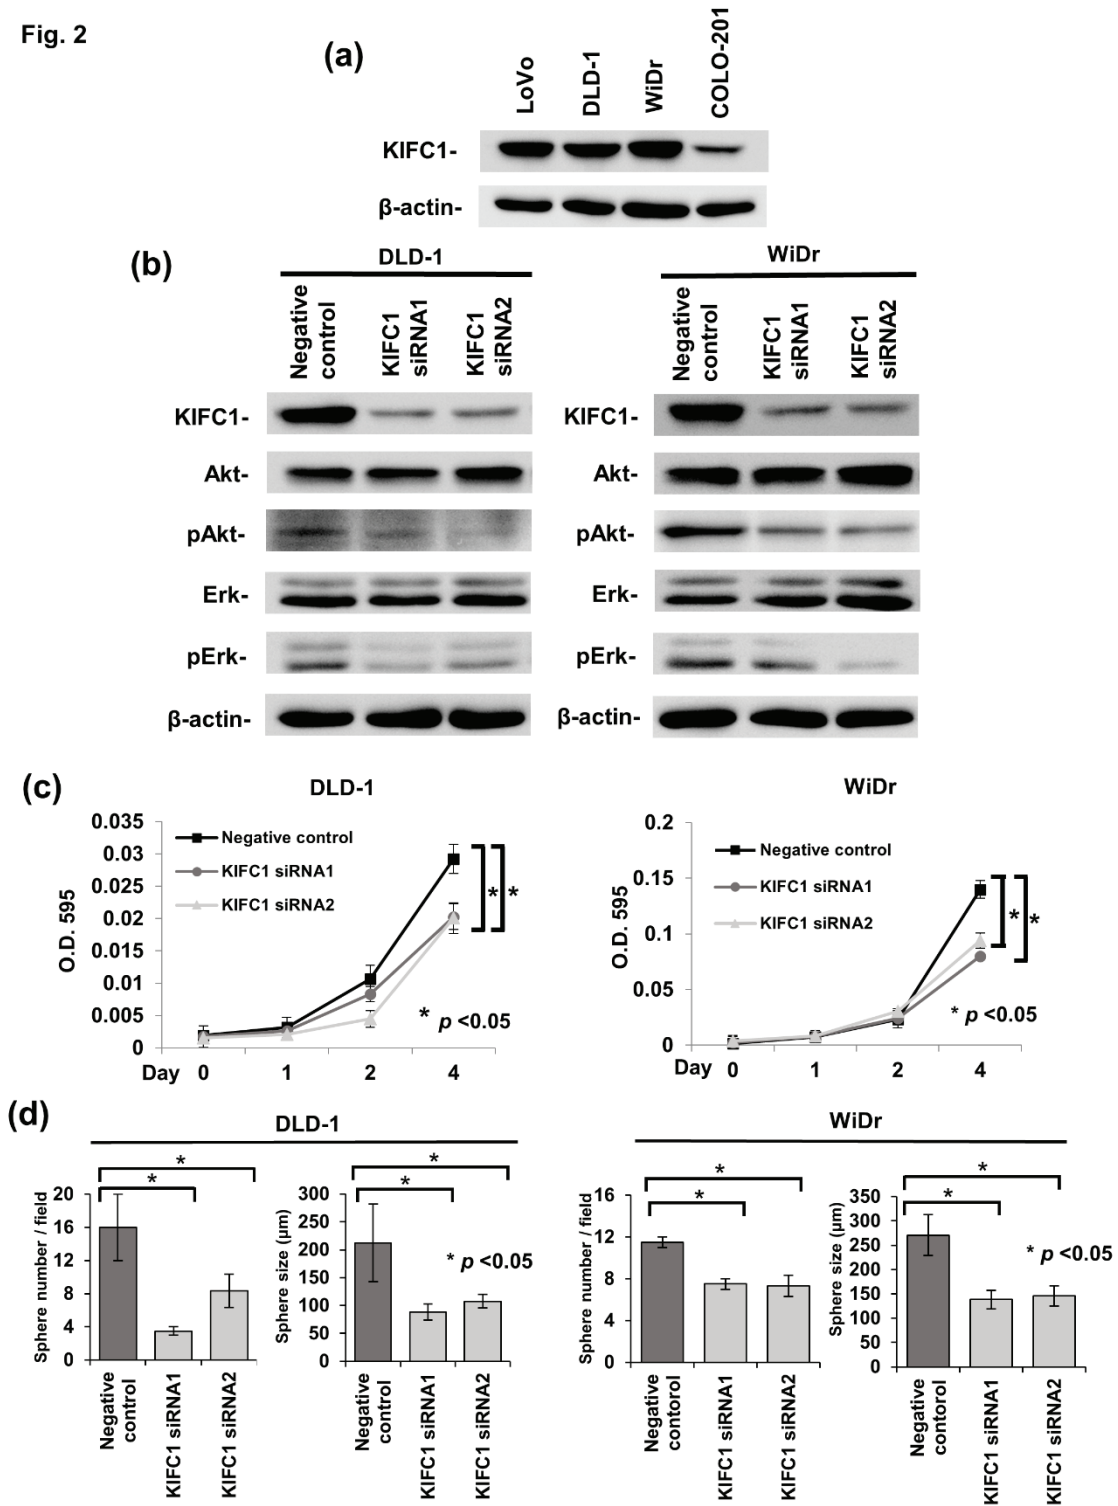 Fig. 2
(a)
LoVo
DLD-1
WiDr
COLO-201
KIFC1-
β-actin-
(b)
DLD-1
Negative
control
KIFC1
siRNA1
KIFC1
siRNA2
KIFC1-
Akt-
pAkt-
Erk-
pErk-
β-actin-
WiDr
Negative
control
KIFC1
siRNA1
KIFC1
siRNA2
KIFC1-
Akt-
pAkt-
Erk-
pErk-
β-actin-
(c)
DLD-1
O.D. 595
0.035
0.03
0.025
0.02
0.015
0.01
0.005
0
Negative control
KIFC1 siRNA1
KIFC1 siRNA2
* *
* p <0.05
Day 0 1 2 4
WiDr
O.D. 595
0.2
0.15
0.1
0.05
0
Negative control
KIFC1 siRNA1
KIFC1 siRNA2
* *
* p <0.05
Day 0 1 2 4
(d)
DLD-1
Sphere number / field
20
16
12
8
4
0
*
*
Negative
control
KIFC1 siRNA1
KIFC1 siRNA2
Sphere size (μm)
300
250
200
150
100
50
0
*
*
* p <0.05
Negative
control
KIFC1 siRNA1
KIFC1 siRNA2
WiDr
Sphere number / field
16
12
8
4
0
*
*
Negative
contorol
KIFC1 siRNA1
KIFC1 siRNA2
Sphere size (μm)
350
300
250
200
150
100
50
0
*
*
* p <0.05
Negative
contorol
KIFC1 siRNA1
KIFC1 siRNA2